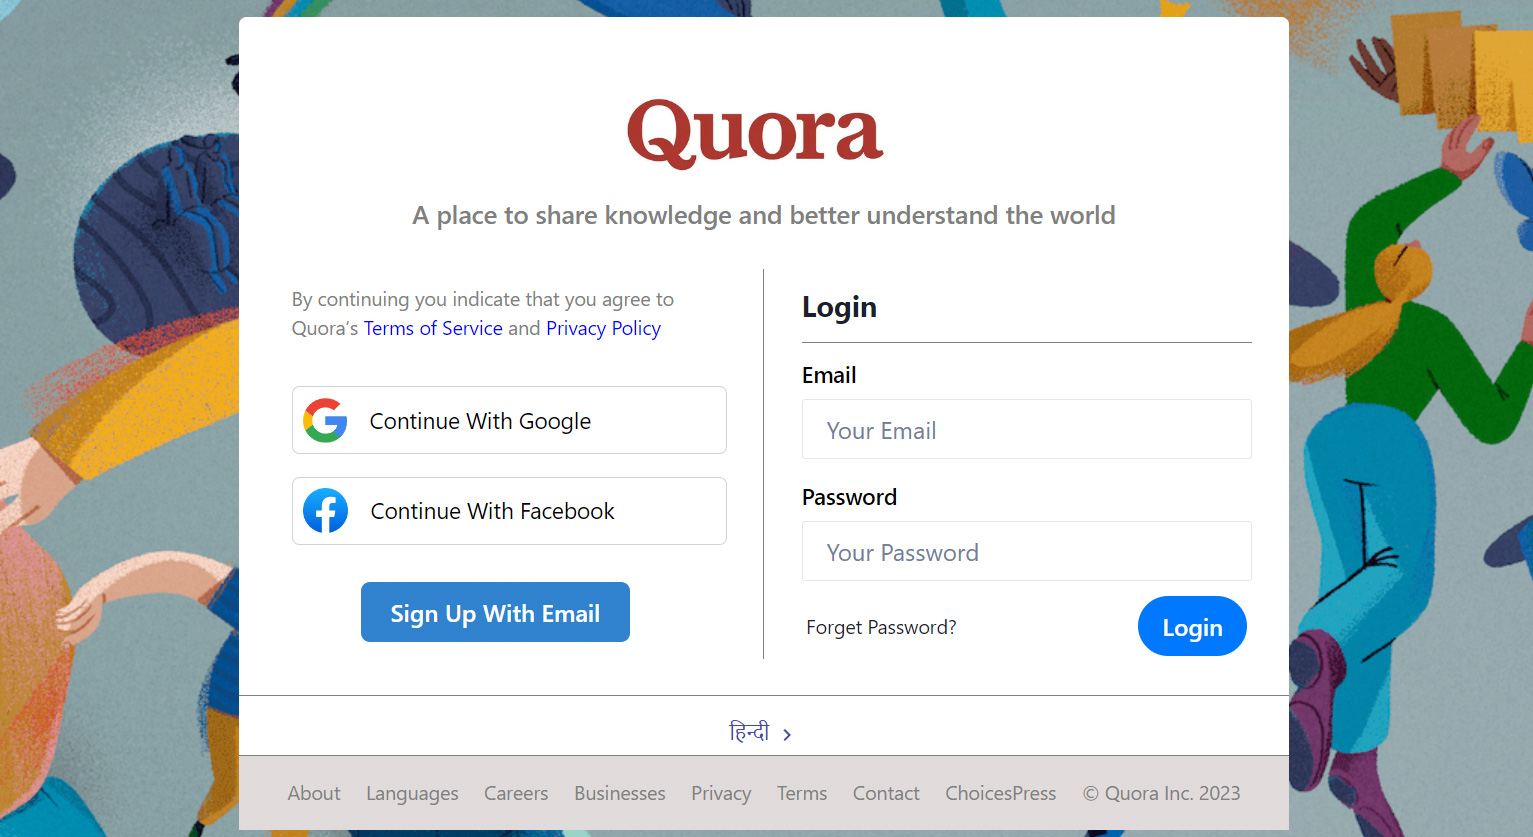 Quora
A place to share knowledge and better understand the world
By continuing you indicate that you agree to
Quora's Terms of Service and Privacy Policy
Continue With Google
Continue With Facebook
Sign Up With Email
Login
Email
Your Email
Password
Your Password
Forget Password?
Login
हिन्दी >
About Languages Careers Businesses Privacy Terms Contact ChoicesPress © Quora Inc. 2023